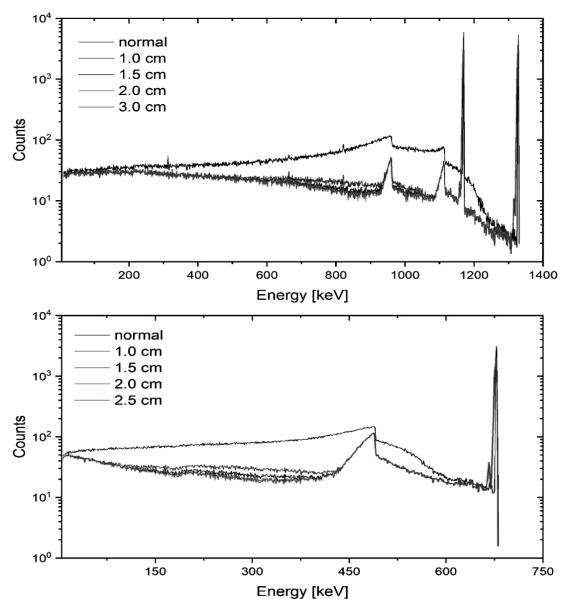 10⁴
10³
10²
10¹
10⁰
Counts
normal
1.0 cm
1.5 cm
2.0 cm
3.0 cm
200 400 600 800 1000 1200 1400
Energy [keV]
10⁴
10³
10²
10¹
10⁰
Counts
normal
1.0 cm
1.5 cm
2.0 cm
2.5 cm
150 300 450 600 750
Energy [keV]